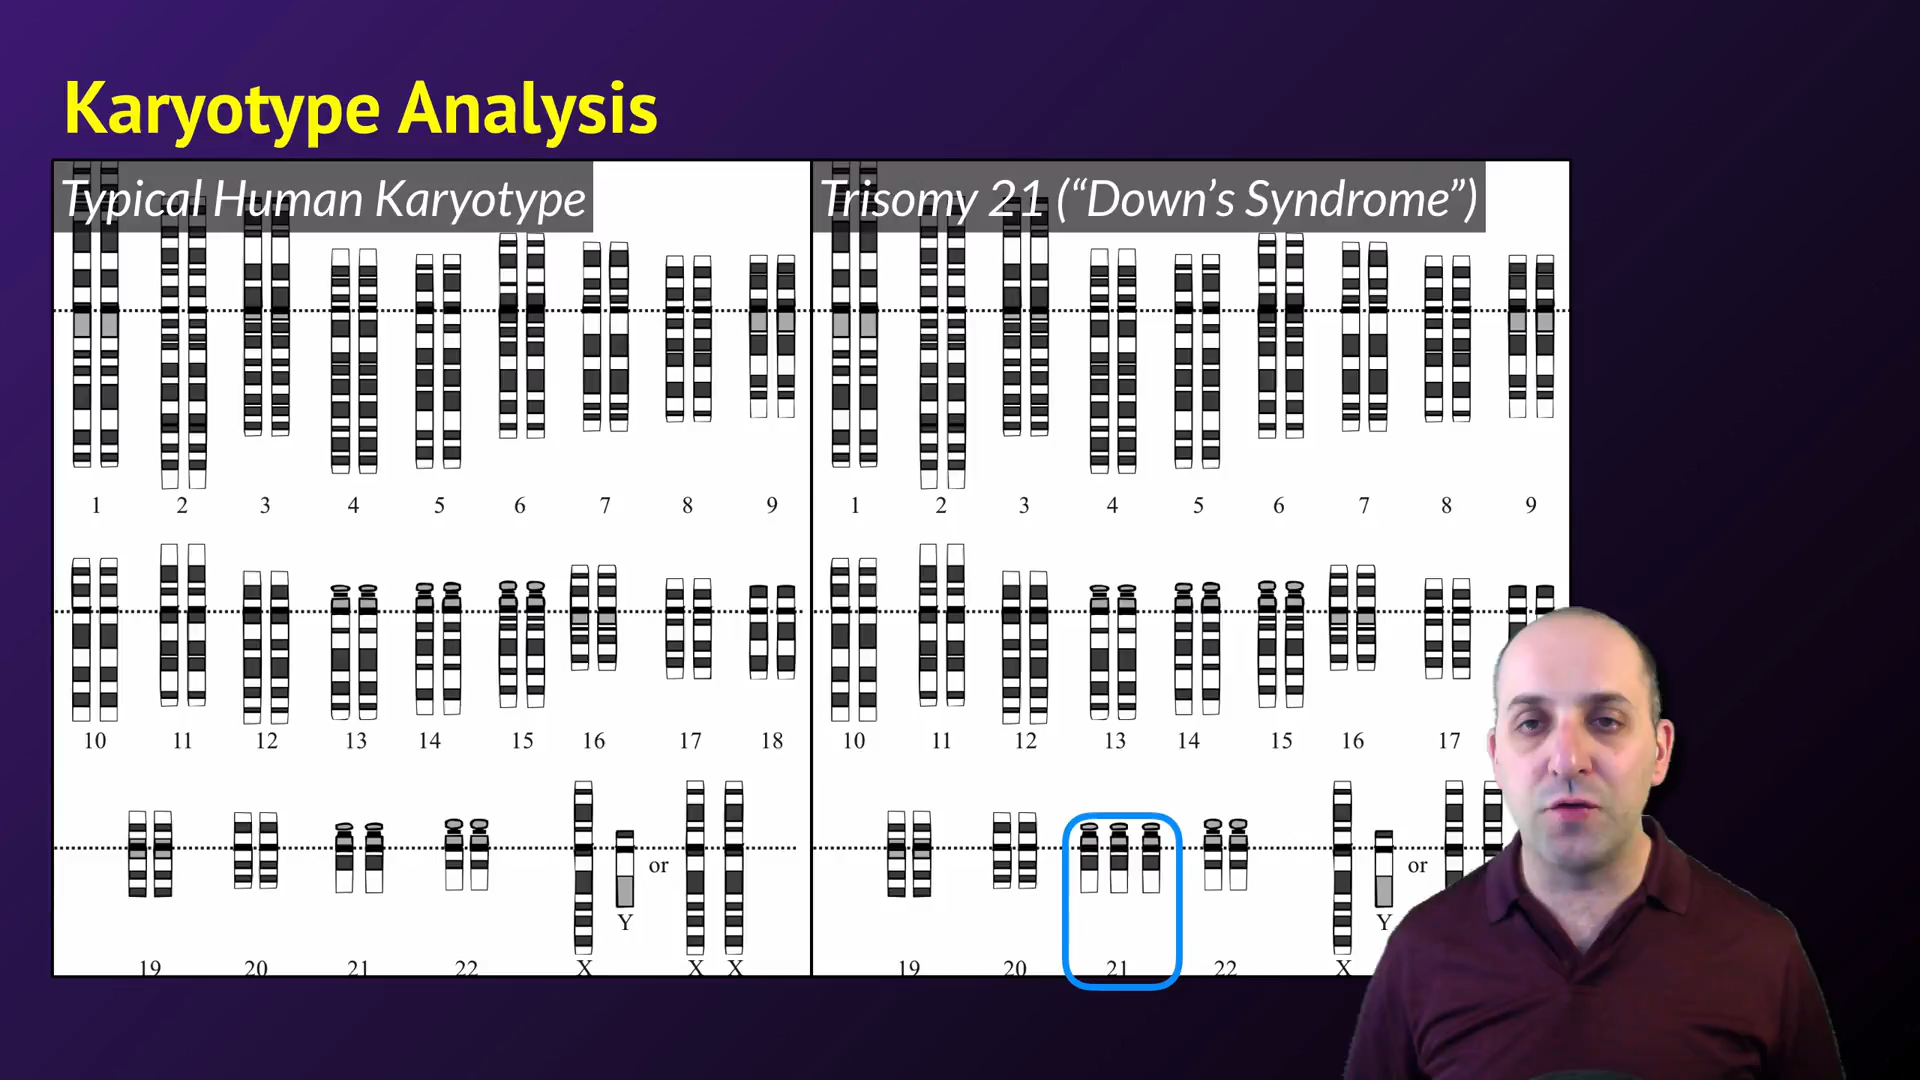 Karyotype Analysis
Typical Human Karyotype
Trisomy 21 (“Down’s Syndrome”)
1 2 3 4 5 6 7 8 9
10 11 12 13 14 15 16 17 18
or
Y
19 20 21 22 X X X
1 2 3 4 5 6 7 8 9
10 11 12 13 14 15 16 17
or
Y
19 20 21 22 X